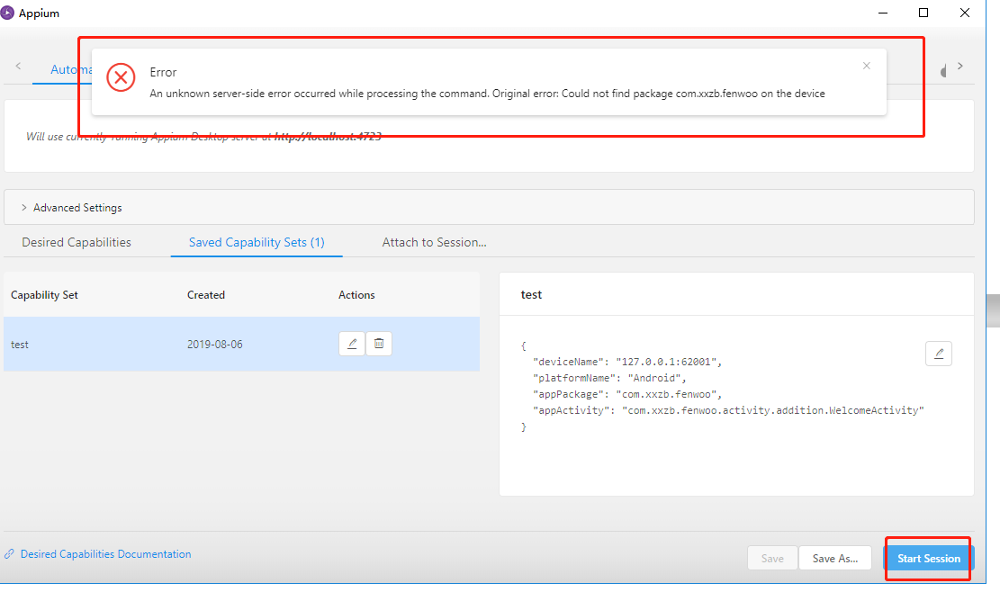 Appium
Error
Automa
An unknown server-side error occurred while processing the command. Original error: Could not find package com.xxzb.fenwoo on the device
Will use currently running Appium Desktop server at http://localhost:4723
Advanced Settings
Desired Capabilities
Saved Capability Sets (1)
Attach to Session...
Capability Set
Created
Actions
test
2019-08-06
test
{
"deviceName": "127.0.0.1:62001",
"platformName": "Android",
"appPackage": "com.xxzb.fenwoo",
"appActivity": "com.xxzb.fenwoo.activity.addition.WelcomeActivity"
}
Desired Capabilities Documentation
Save
Save As...
Start Session